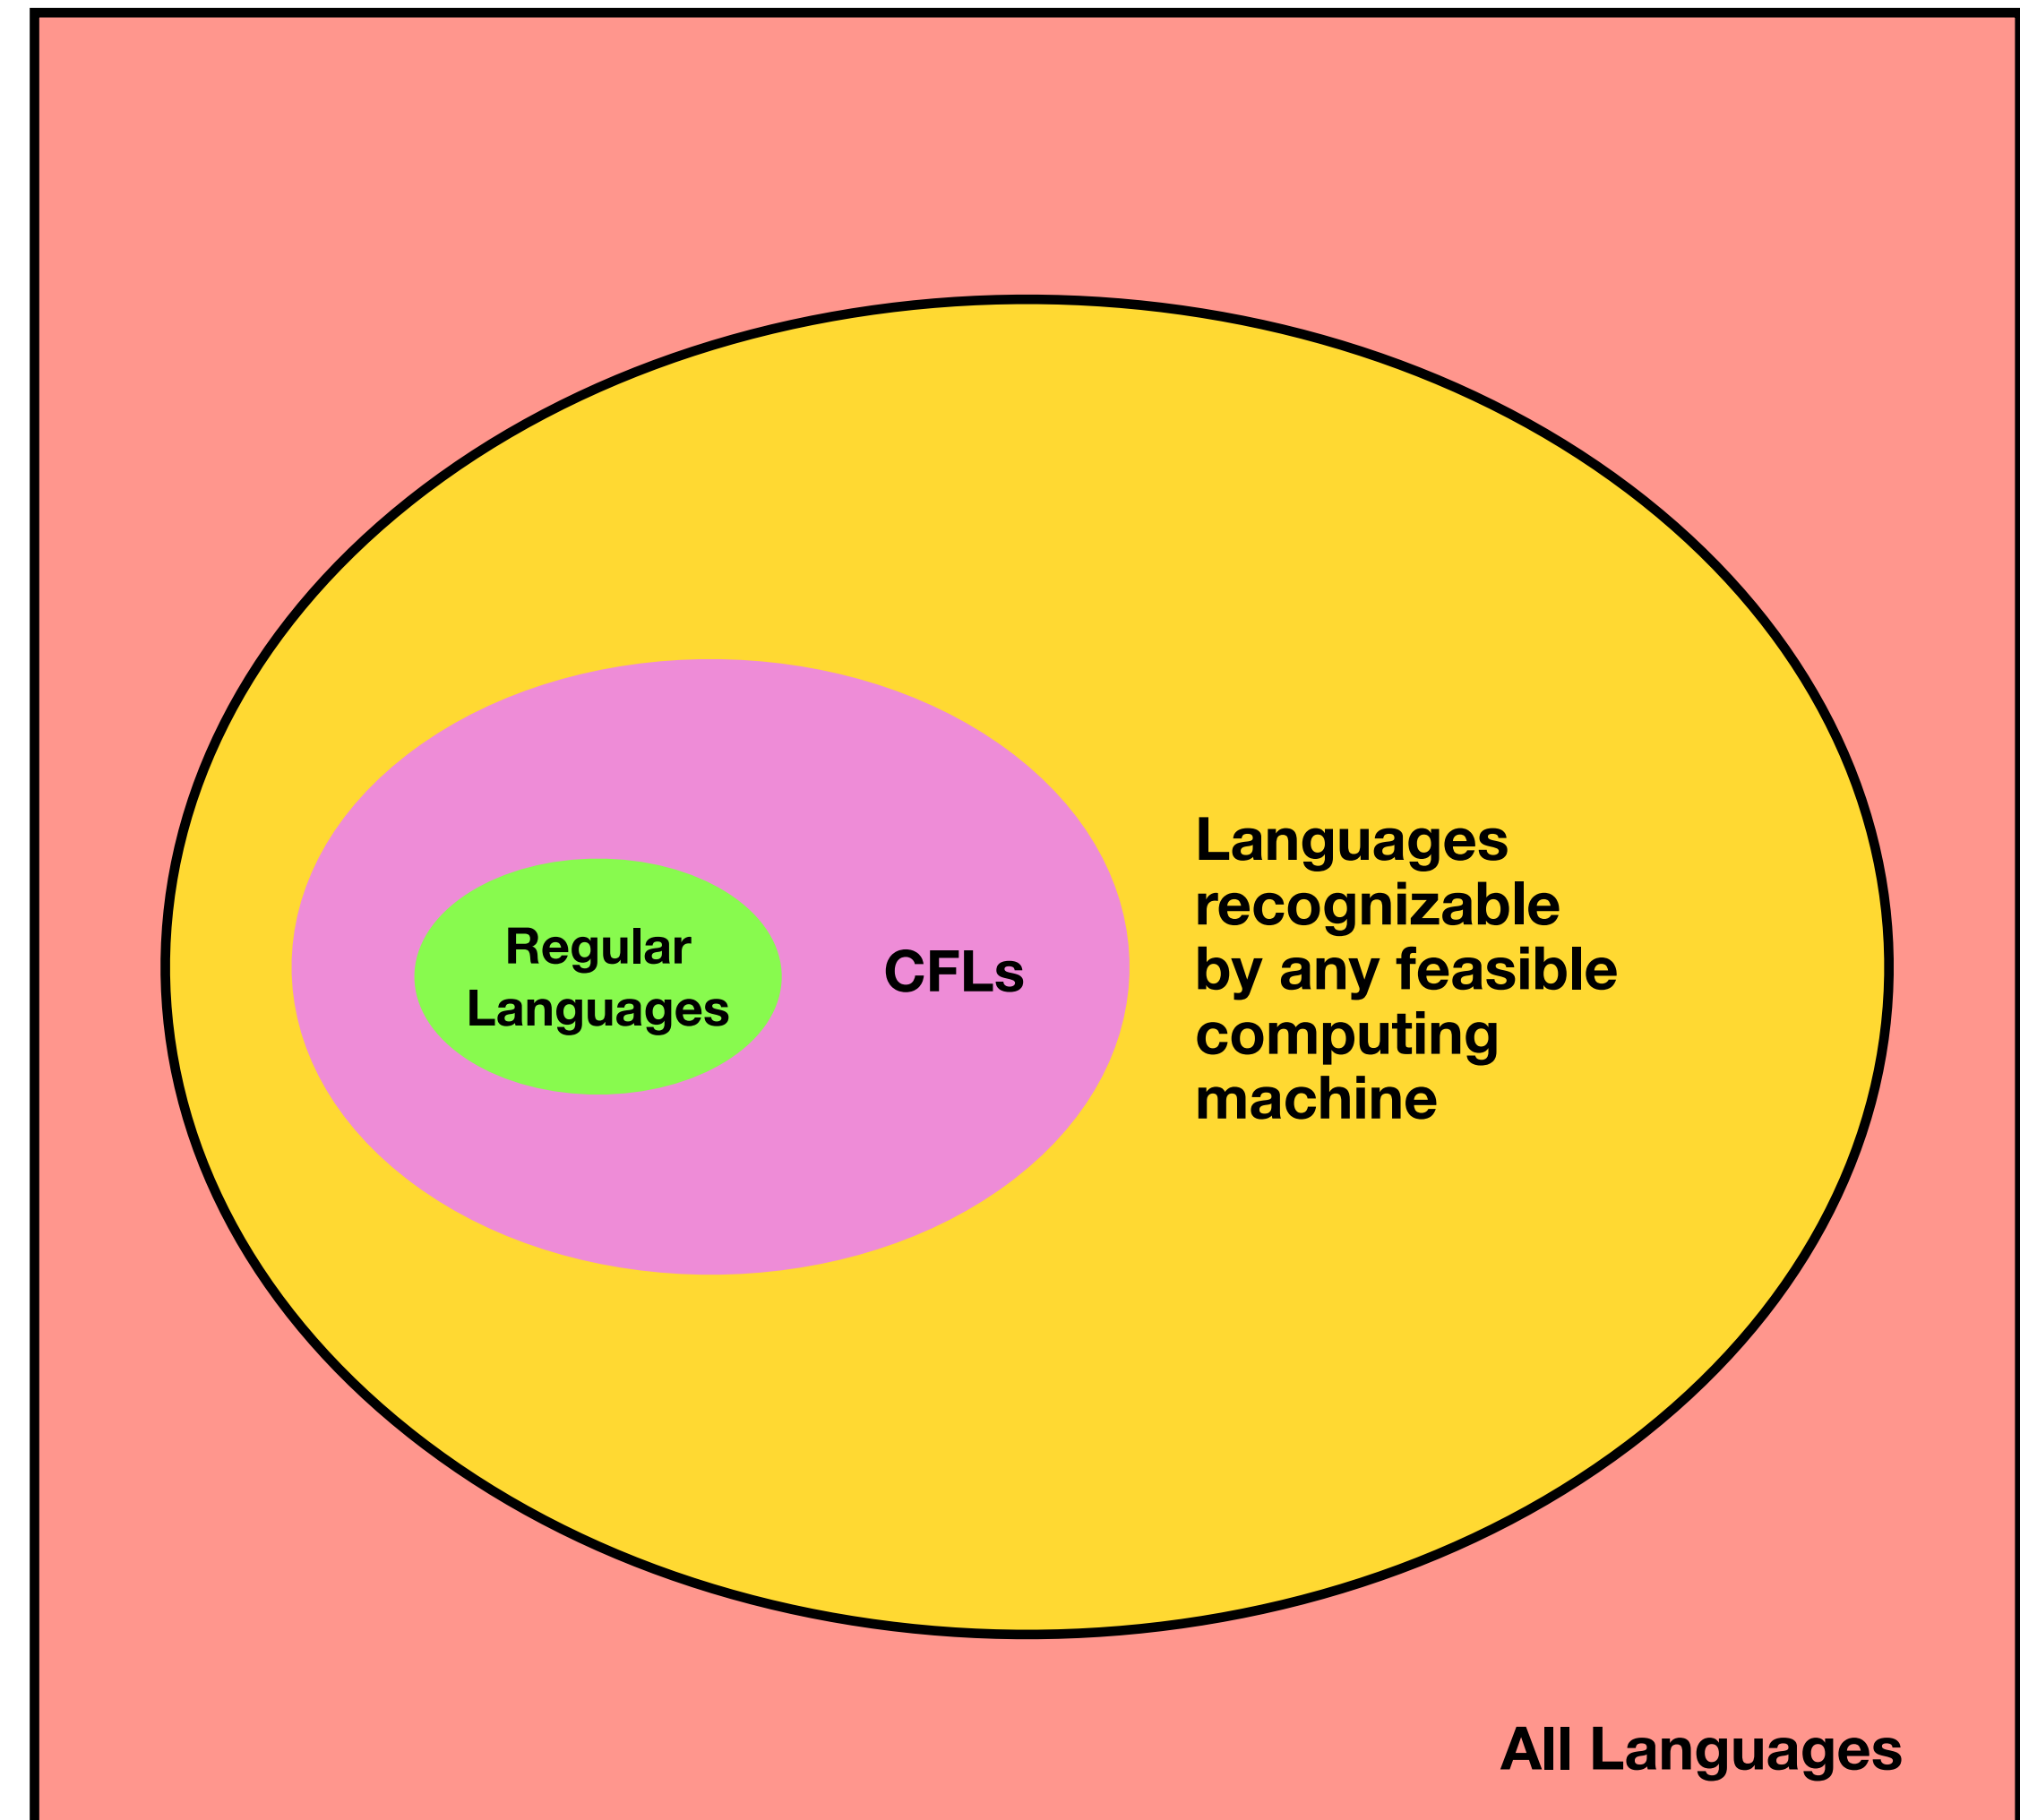 Regular
Languages
CFLs
Languages
recognizable
by any feasible
computing
machine
All Languages